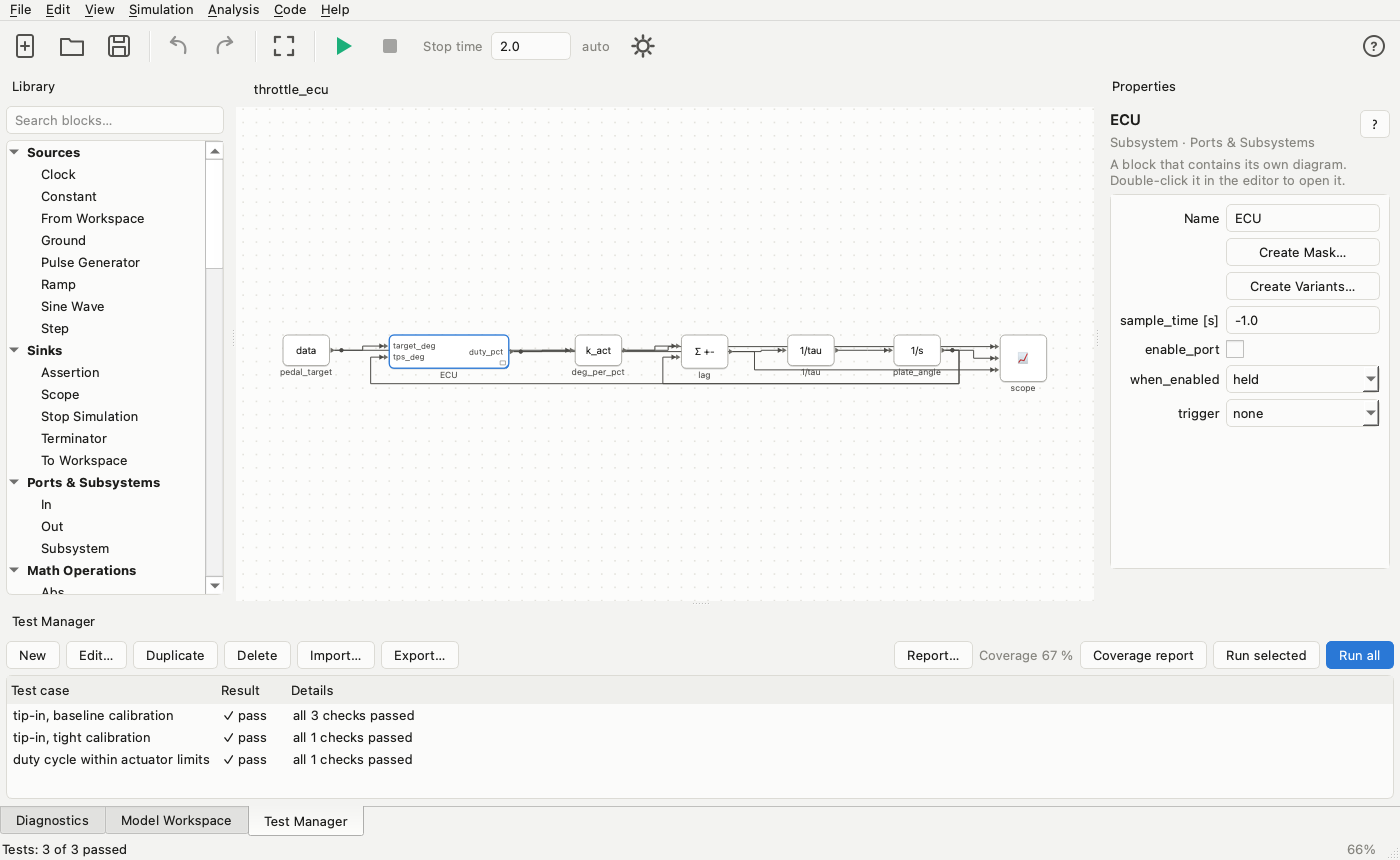 File Edit View Simulation Analysis Code Help
Stop time 2.0 auto
Library
Search blocks...
Sources
Clock
Constant
From Workspace
Ground
Pulse Generator
Ramp
Sine Wave
Step
Sinks
Assertion
Scope
Stop Simulation
Terminator
To Workspace
Ports & Subsystems
In
Out
Subsystem
Math Operations
Abs
throttle_ecu
data
pedal_target
target_deg
tps_deg
duty_pct
ECU
k_act
deg_per_pct
Σ +-
lag
1/tau
1/tau
1/s
plate_angle
scope
Properties
ECU
?
Subsystem · Ports & Subsystems
A block that contains its own diagram.
Double-click it in the editor to open it.
Name ECU
Create Mask...
Create Variants...
sample_time [s] -1.0
enable_port
when_enabled held
trigger none
Test Manager
New Edit... Duplicate Delete Import... Export... Report... Coverage 67 % Coverage report Run selected Run all
Test case Result Details
tip-in, baseline calibration ✓ pass all 3 checks passed
tip-in, tight calibration ✓ pass all 1 checks passed
duty cycle within actuator limits ✓ pass all 1 checks passed
Diagnostics Model Workspace Test Manager
Tests: 3 of 3 passed 66%